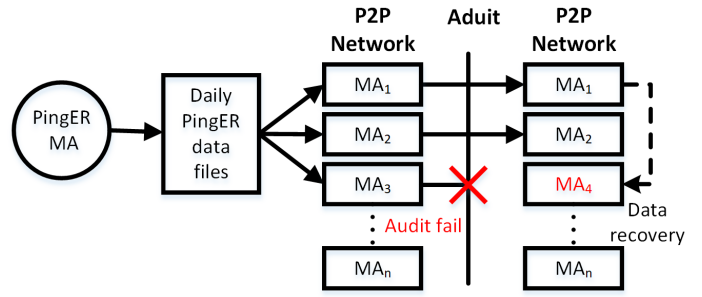 P2P
Network
Aduit
P2P
Network
PingER
MA
Daily
PingER
data
files
MA₁
MA₂
MA₃
Audit fail
MAₙ
MA₁
MA₂
MA₄
Data
recovery
MAₙ